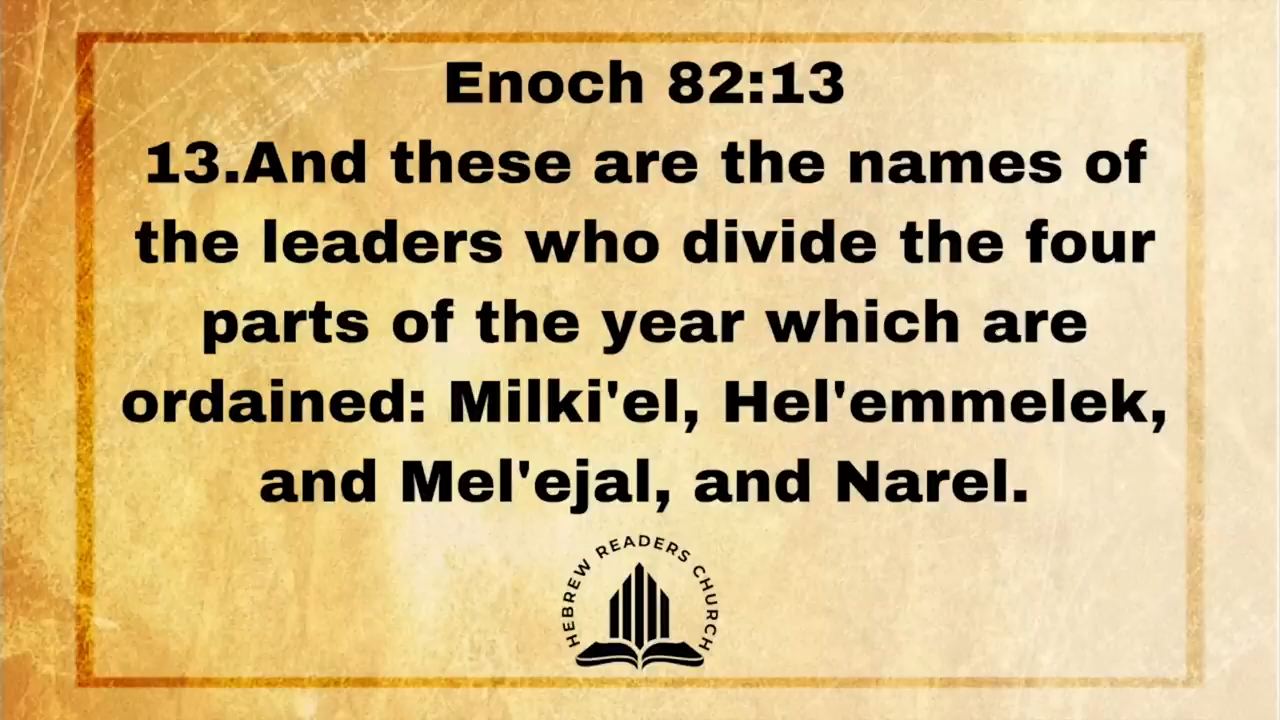 Enoch 82:13
13.And these are the names of
the leaders who divide the four
parts of the year which are
ordained: Milki'el, Hel'emmelek,
and Mel'ejal, and Narel.
HEBREW READERS CHURCH